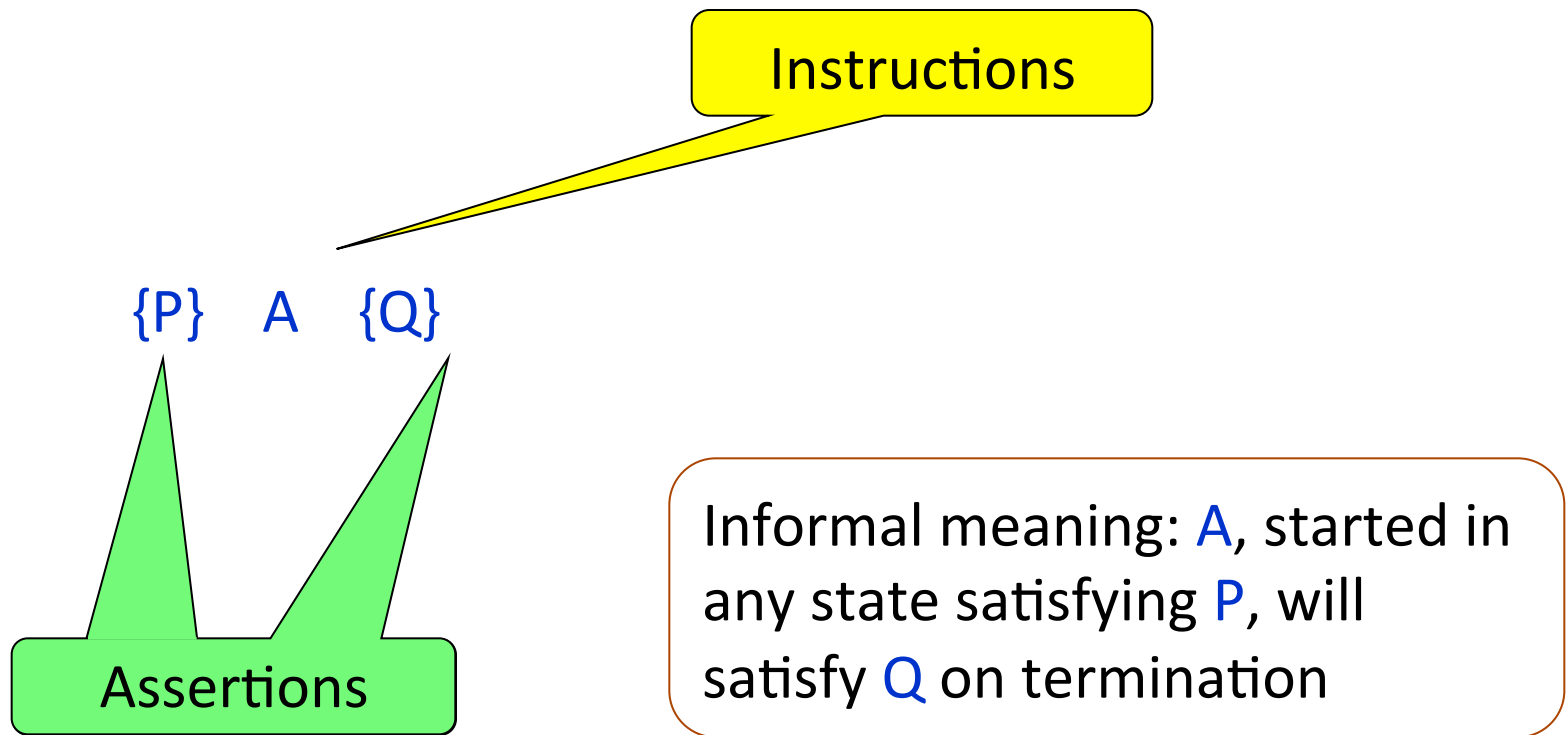 Instructions
{P} A {Q}
Informal meaning: A, started in
any state satisfying P, will
satisfy Q on termination
Assertions